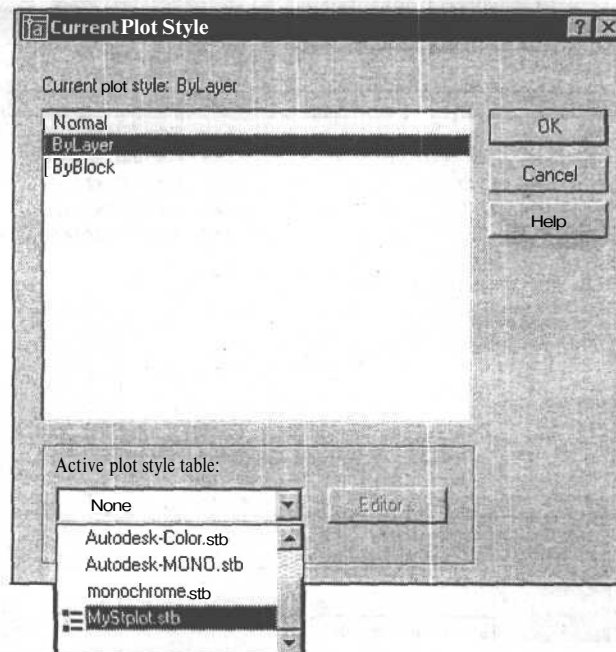 Current Plot Style
Current plot style: ByLayer
Normal
ByLayer
ByBlock
OK
Cancel
Help
Active plot style table:
None
Editor...
Autodesk-Color.stb
Autodesk-MONO.stb
monochrome.stb
MyStplot.stb